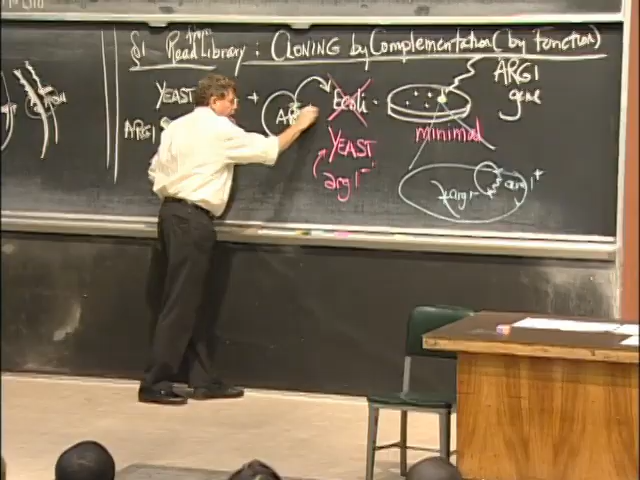 §1 Read Library: CLONING by Complementation (by function)
YEAST + E.coli
ARG1
gene
ARG1
YEAST
minimal
arg1⁻
arg1⁻ arg1⁺